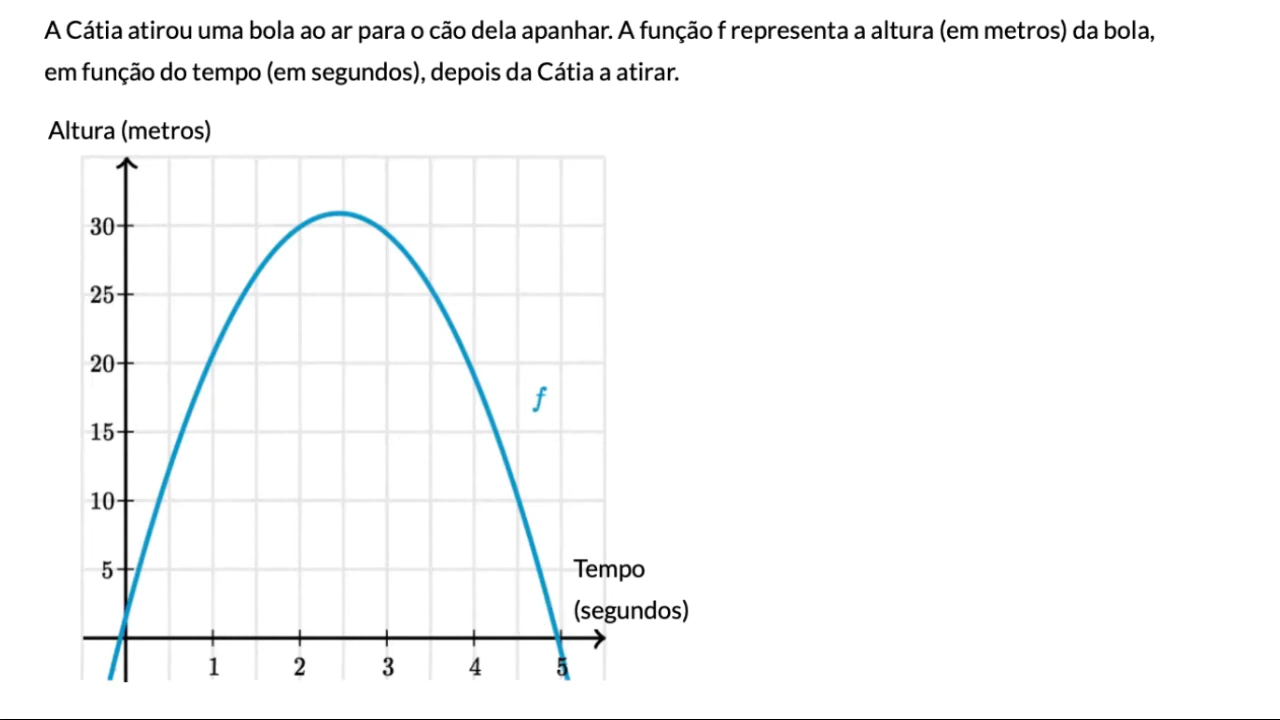 A Cátia atirou uma bola ao ar para o cão dela apanhar. A função f representa a altura (em metros) da bola,
em função do tempo (em segundos), depois da Cátia a atirar.
Altura (metros)
30
25
20
15
10
5
f
Tempo
(segundos)
1 2 3 4 5